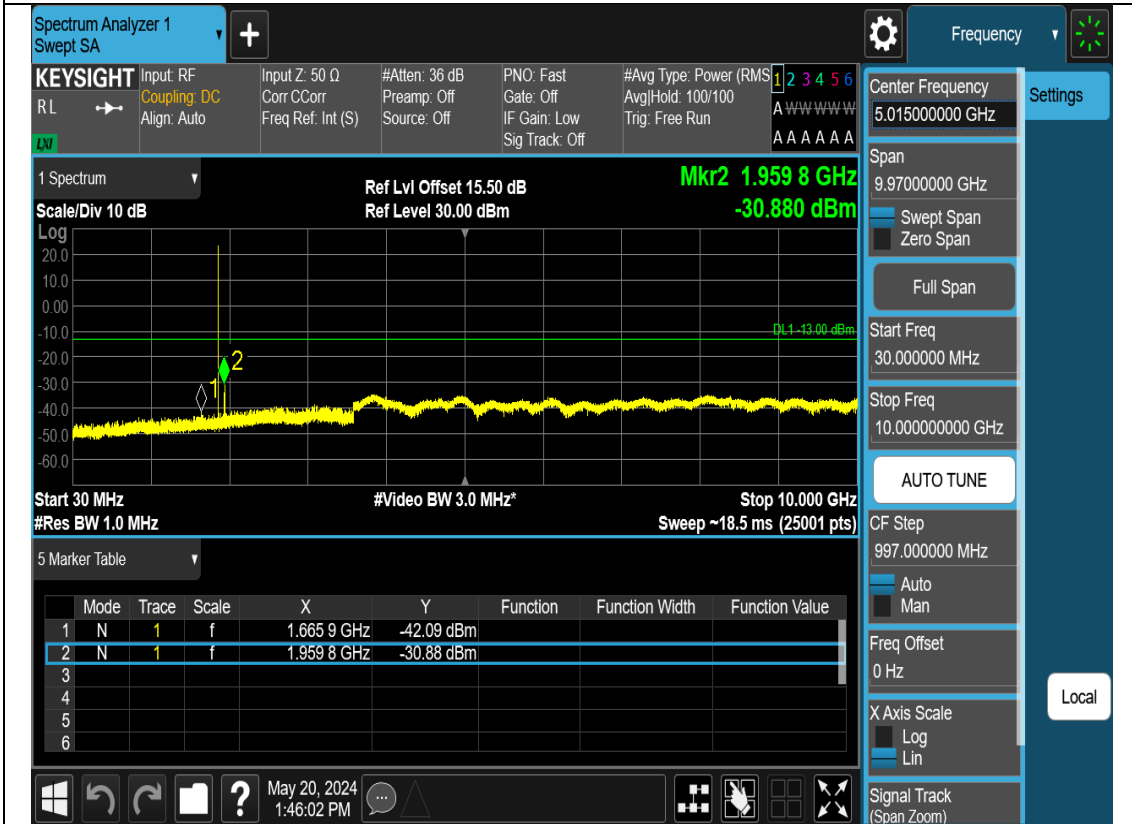 Spectrum Analyzer 1
Swept SA
Frequency
KEYSIGHT
RL
LXI
Input: RF
Coupling: DC
Align: Auto
Input Z: 50 Ω
Corr CCorr
Freq Ref: Int (S)
#Atten: 36 dB
Preamp: Off
Source: Off
PNO: Fast
Gate: Off
IF Gain: Low
Sig Track: Off
#Avg Type: Power (RMS
Avg|Hold: 100/100
Trig: Free Run
1 2 3 4 5 6
A W W W W W
A A A A A A
1 Spectrum
Scale/Div 10 dB
Ref Lvl Offset 15.50 dB
Ref Level 30.00 dBm
Mkr2 1.959 8 GHz
-30.880 dBm
Log
20.0
10.0
0.00
-10.0
-20.0
-30.0
-40.0
-50.0
-60.0
DL1 -13.00 dBm
1
2
Start 30 MHz
#Video BW 3.0 MHz*
Stop 10.000 GHz
#Res BW 1.0 MHz
Sweep ~18.5 ms (25001 pts)
5 Marker Table
Mode Trace Scale X Y Function Function Width Function Value
1 N 1 f 1.665 9 GHz -42.09 dBm
2 N 1 f 1.959 8 GHz -30.88 dBm
3
4
5
6
May 20, 2024
1:46:02 PM
Center Frequency
5.015000000 GHz
Settings
Span
9.97000000 GHz
Swept Span
Zero Span
Full Span
Start Freq
30.000000 MHz
Stop Freq
10.000000000 GHz
AUTO TUNE
CF Step
997.000000 MHz
Auto
Man
Freq Offset
0 Hz
X Axis Scale
Log
Lin
Signal Track
(Span Zoom)
Local